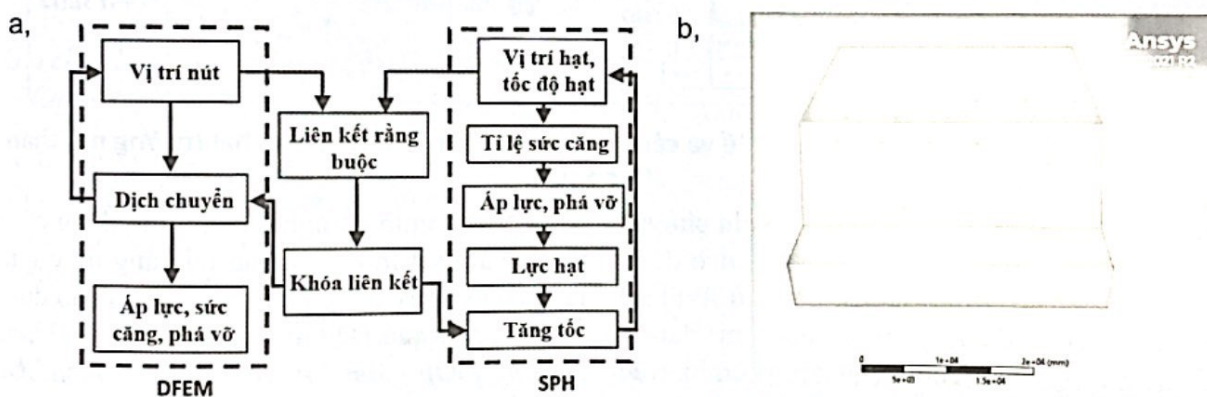 a,
Vị trí nút
Dịch chuyển
Áp lực, sức
căng, phá vỡ
DFEM
Liên kết rằng
buộc
Khóa liên kết
Vị trí hạt,
tốc độ hạt
Tỉ lệ sức căng
Áp lực, phá vỡ
Lực hạt
Tăng tốc
SPH
b,
Ansys
2021 R2
0 1e+04 2e+04 (mm)
5e+03 1.5e+04